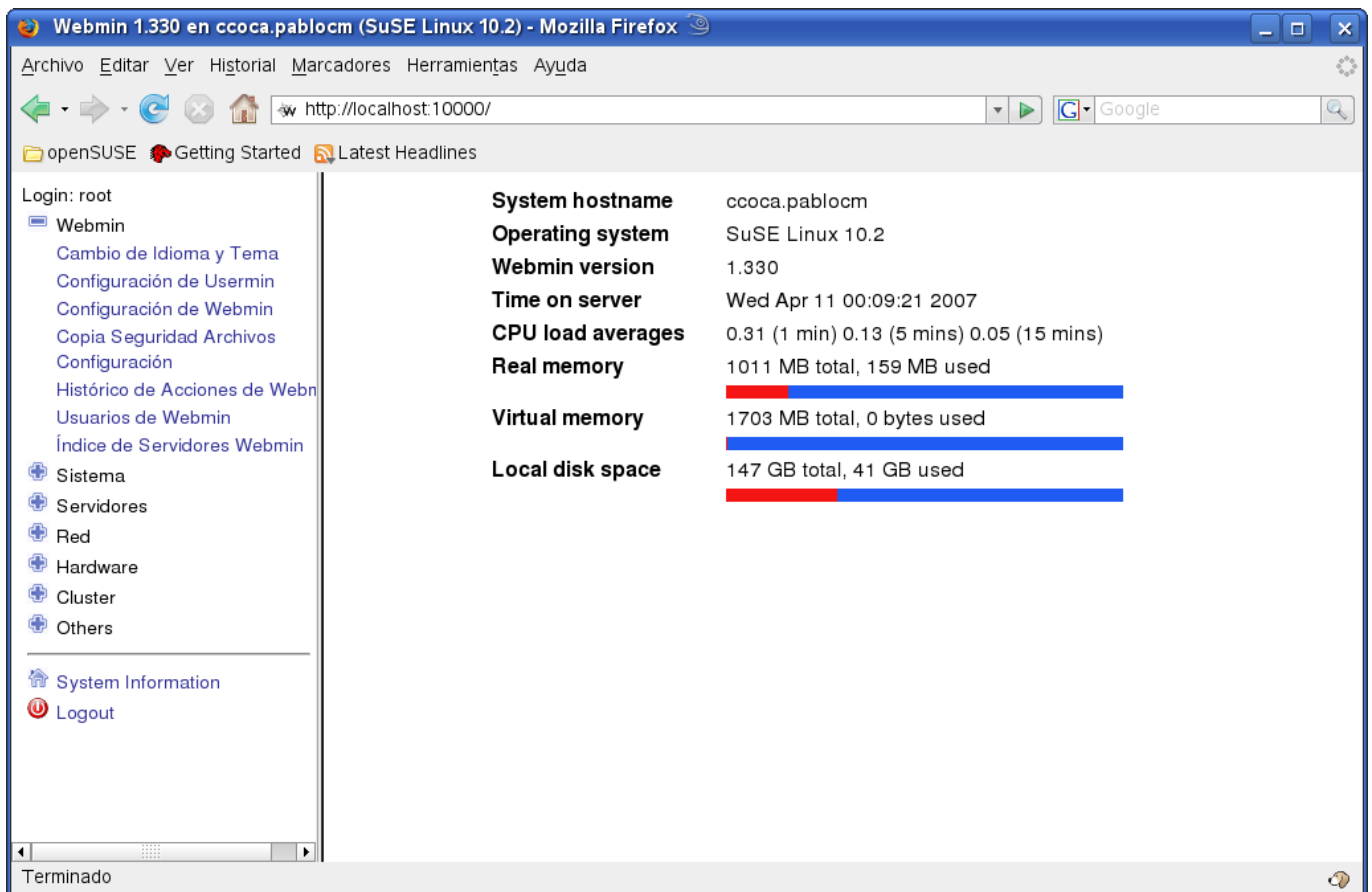 Webmin 1.330 en ccoca.pablocm (SuSE Linux 10.2) - Mozilla Firefox
Archivo Editar Ver Historial Marcadores Herramientas Ayuda
http://localhost:10000/
Google
openSUSE Getting Started Latest Headlines
Login: root
Webmin
Cambio de Idioma y Tema
Configuración de Usermin
Configuración de Webmin
Copia Seguridad Archivos
Configuración
Histórico de Acciones de Webm
Usuarios de Webmin
Índice de Servidores Webmin
Sistema
Servidores
Red
Hardware
Cluster
Others
System Information
Logout
System hostname ccoca.pablocm
Operating system SuSE Linux 10.2
Webmin version 1.330
Time on server Wed Apr 11 00:09:21 2007
CPU load averages 0.31 (1 min) 0.13 (5 mins) 0.05 (15 mins)
Real memory 1011 MB total, 159 MB used
Virtual memory 1703 MB total, 0 bytes used
Local disk space 147 GB total, 41 GB used
Terminado